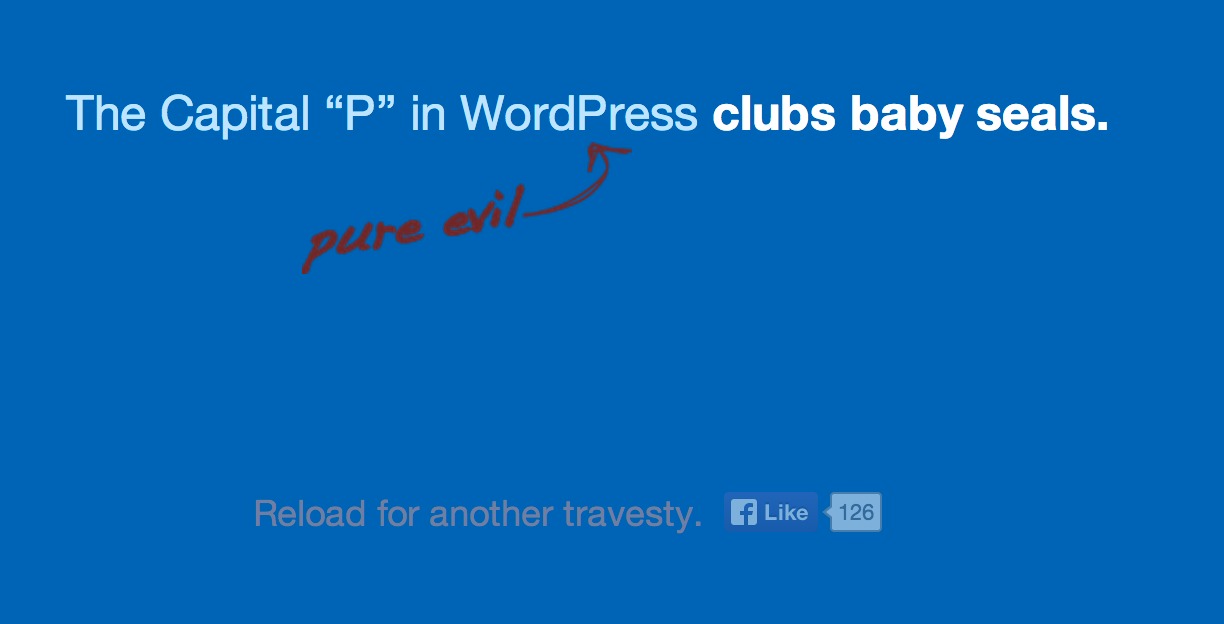 The Capital “P” in WordPress clubs baby seals.
pure evil
Reload for another travesty. Like 126